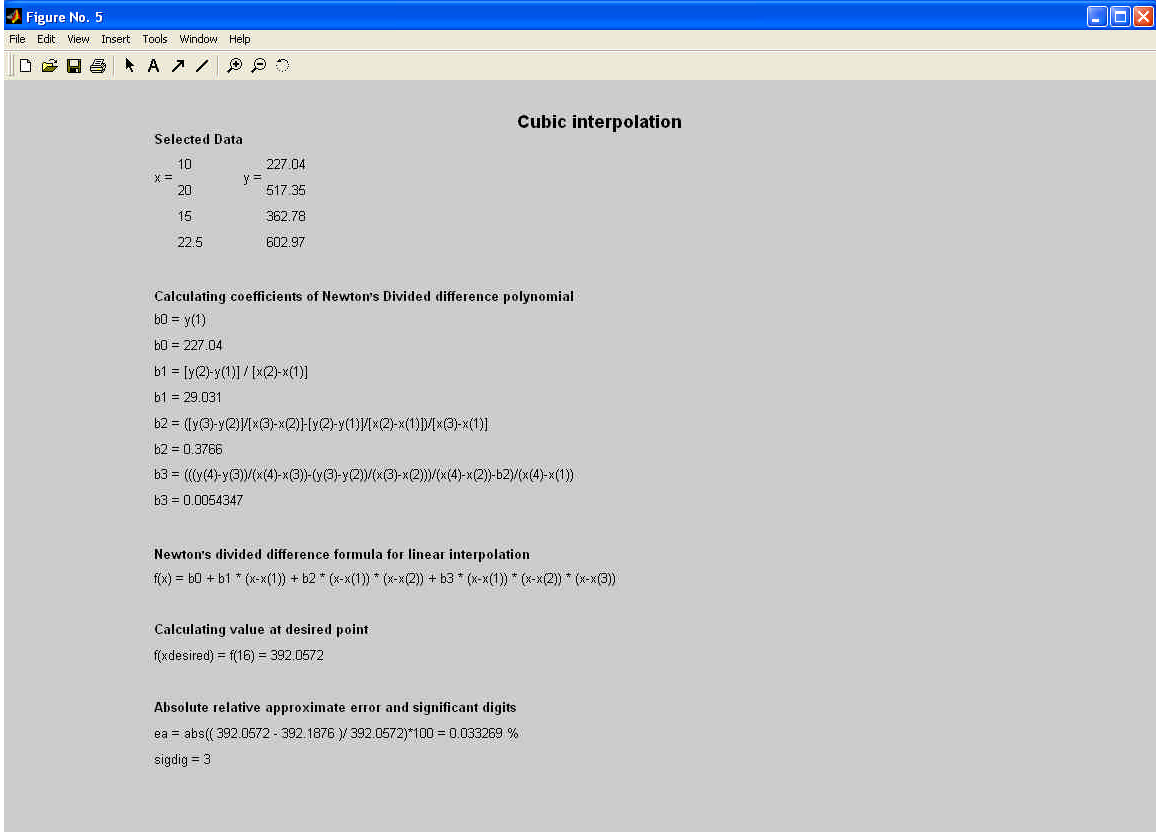 Figure No. 5
File Edit View Insert Tools Window Help
A
Cubic interpolation
Selected Data
x =
10
20
15
22.5
y =
227.04
517.35
362.78
602.97
Calculating coefficients of Newton's Divided difference polynomial
b0 = y(1)
b0 = 227.04
b1 = [y(2)-y(1)] / [x(2)-x(1)]
b1 = 29.031
b2 = ([y(3)-y(2)]/[x(3)-x(2)]-[y(2)-y(1)]/[x(2)-x(1)])/[x(3)-x(1)]
b2 = 0.3766
b3 = (((y(4)-y(3))/(x(4)-x(3))-(y(3)-y(2))/(x(3)-x(2)))/(x(4)-x(2))-b2)/(x(4)-x(1))
b3 = 0.0054347
Newton's divided difference formula for linear interpolation
f(x) = b0 + b1 * (x-x(1)) + b2 * (x-x(1)) * (x-x(2)) + b3 * (x-x(1)) * (x-x(2)) * (x-x(3))
Calculating value at desired point
f(xdesired) = f(16) = 392.0572
Absolute relative approximate error and significant digits
ea = abs(( 392.0572 - 392.1876 )/ 392.0572)*100 = 0.033269 %
sigdig = 3